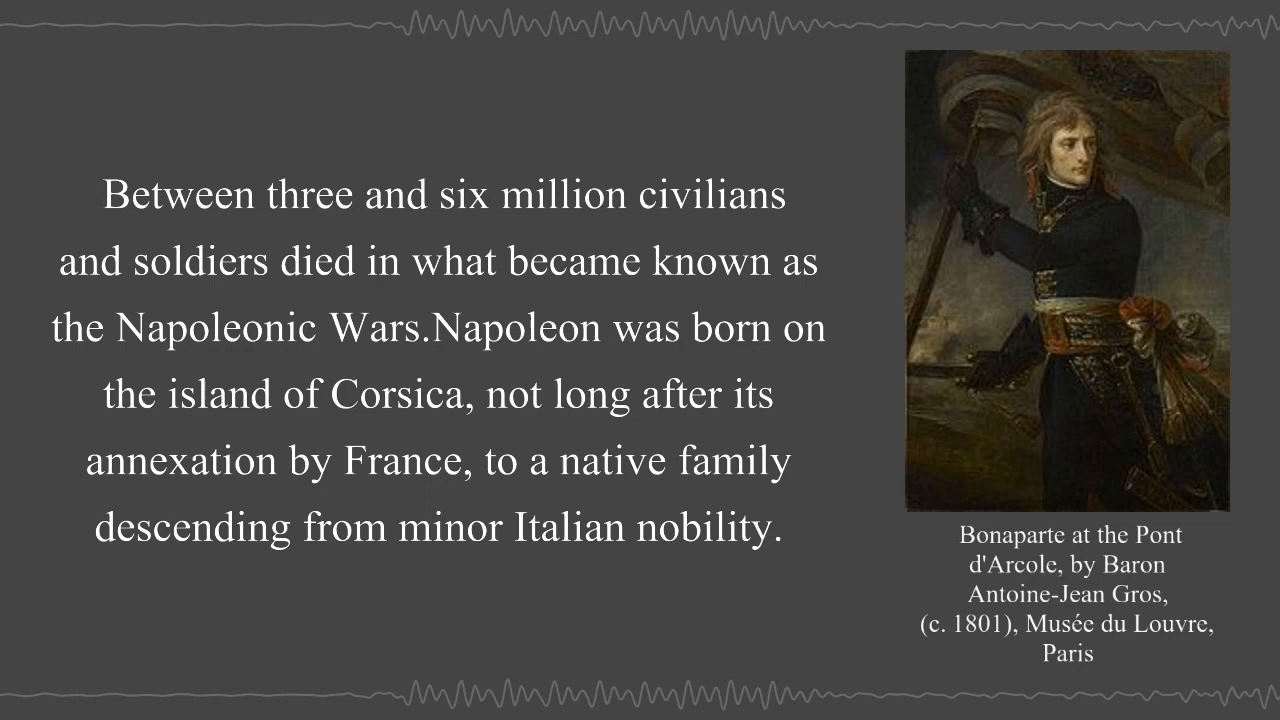 Between three and six million civilians
and soldiers died in what became known as
the Napoleonic Wars.Napoleon was born on
the island of Corsica, not long after its
annexation by France, to a native family
descending from minor Italian nobility.
Bonaparte at the Pont
d'Arcole, by Baron
Antoine-Jean Gros,
(c. 1801), Musée du Louvre,
Paris